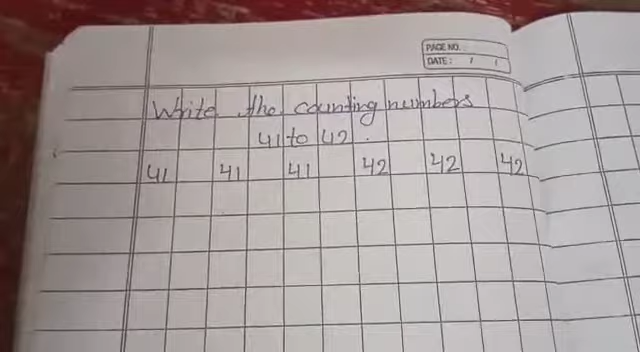 PAGE NO.
DATE: / /
Write the counting numbers
41 to 42.
41 41 41 42 42 42